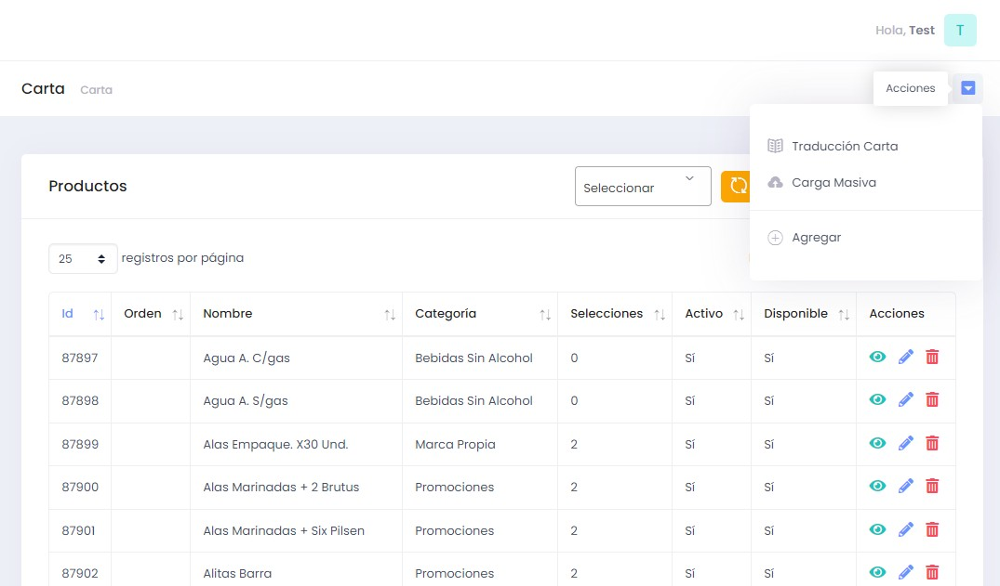 Hola, Test T
Carta Carta
Acciones
Traducción Carta
Carga Masiva
Agregar
Productos
Seleccionar
25 registros por página
Id Orden Nombre Categoría Selecciones Activo Disponible Acciones
87897 Agua A. C/gas Bebidas Sin Alcohol 0 Sí Sí
87898 Agua A. S/gas Bebidas Sin Alcohol 0 Sí Sí
87899 Alas Empaque. X30 Und. Marca Propia 2 Sí Sí
87900 Alas Marinadas + 2 Brutus Promociones 2 Sí Sí
87901 Alas Marinadas + Six Pilsen Promociones 2 Sí Sí
87902 Alitas Barra Promociones 2 Sí Sí